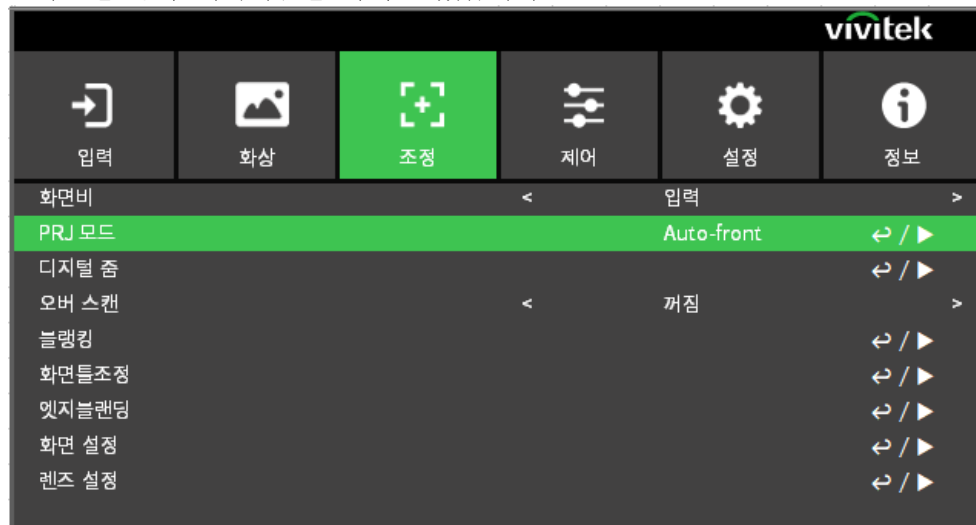 vivitek
입력 화상 조정 제어 설정 정보
화면비 < 입력 >
PRJ 모드 Auto-front ↵ / ▶
디지털 줌 ↵ / ▶
오버 스캔 < 꺼짐 >
블랭킹 ↵ / ▶
화면틀조정 ↵ / ▶
엣지블랜딩 ↵ / ▶
화면 설정 ↵ / ▶
렌즈 설정 ↵ / ▶